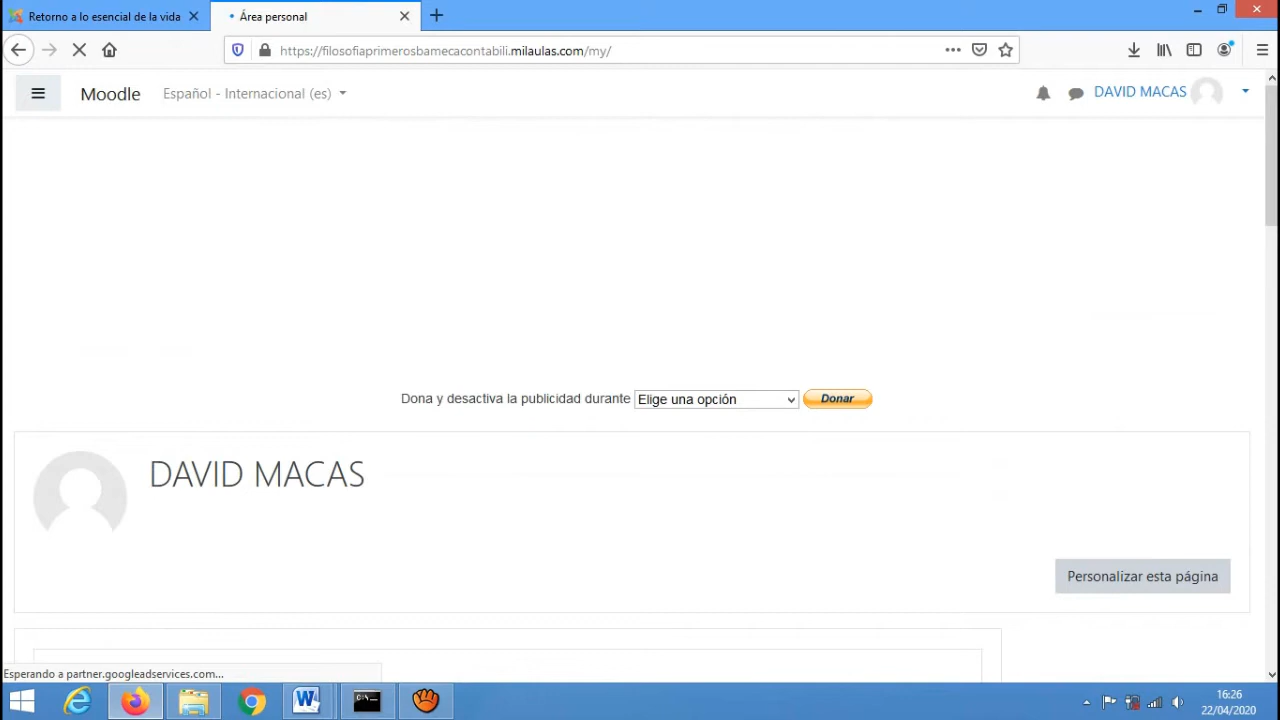 Retorno a lo esencial de la vida
Área personal
https://filosofiaprimerosbamecacontabili.milaulas.com/my/
Moodle
Español - Internacional (es)
DAVID MACAS
Dona y desactiva la publicidad durante Elige una opción Donar
DAVID MACAS
Personalizar esta página
Esperando a partner.googleadservices.com...
16:26
22/04/2020